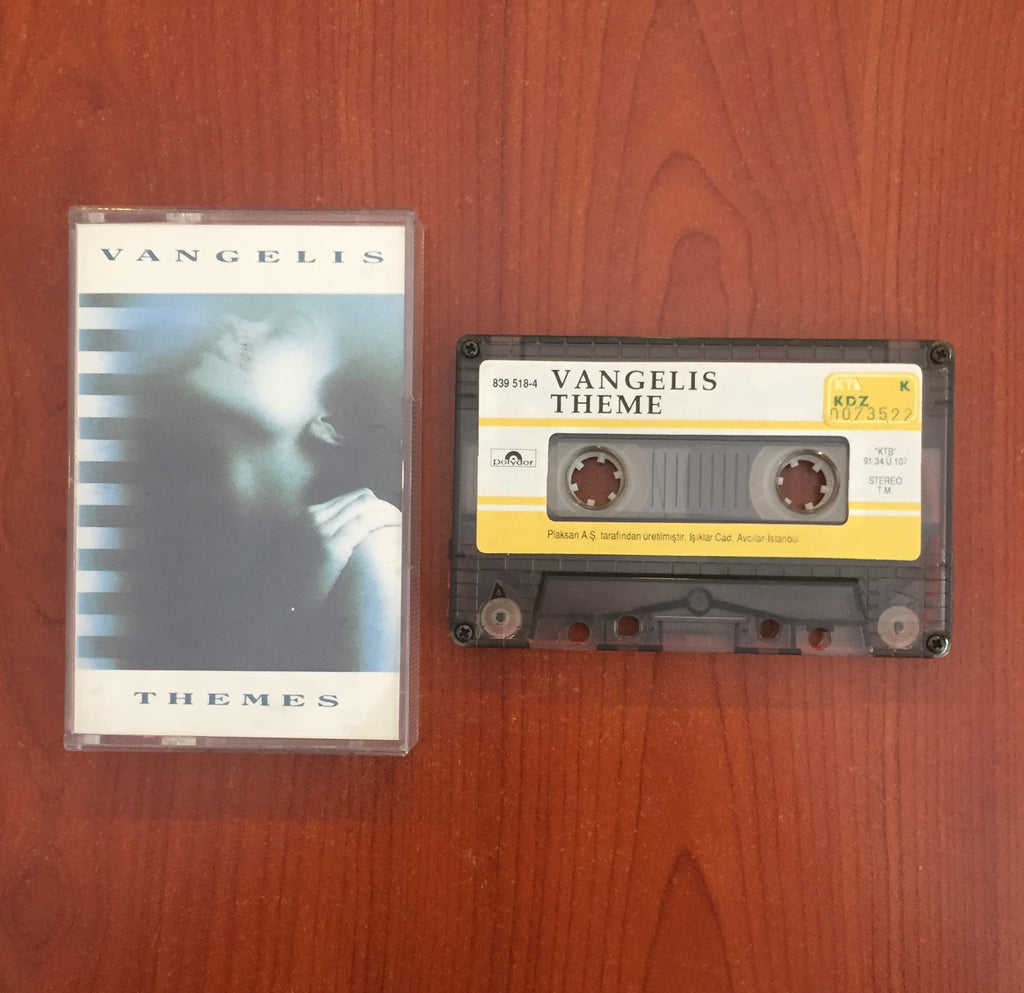 VANGELIS
THEMES
839 518-4
VANGELIS
THEME
KTB K
KDZ
0073522
polydor
"KTB"
91.34.Ü.107
STEREO
T.M.
Plaksan A.Ş. tarafından üretilmiştir. Işıklar Cad. Avcılar-İstanbul
A